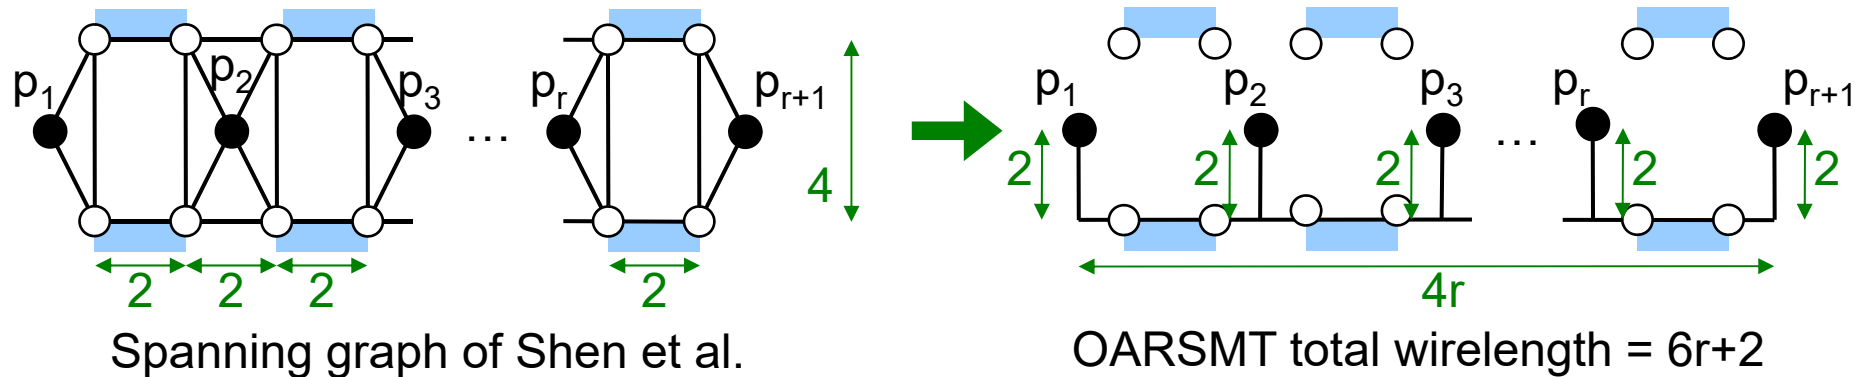 p1 p2 p3 … pr pr+1
4
2 2 2 2
Spanning graph of Shen et al.
p1 p2 p3 pr pr+1
2 2 2 … 2 2
4r
OARSMT total wirelength = 6r+2